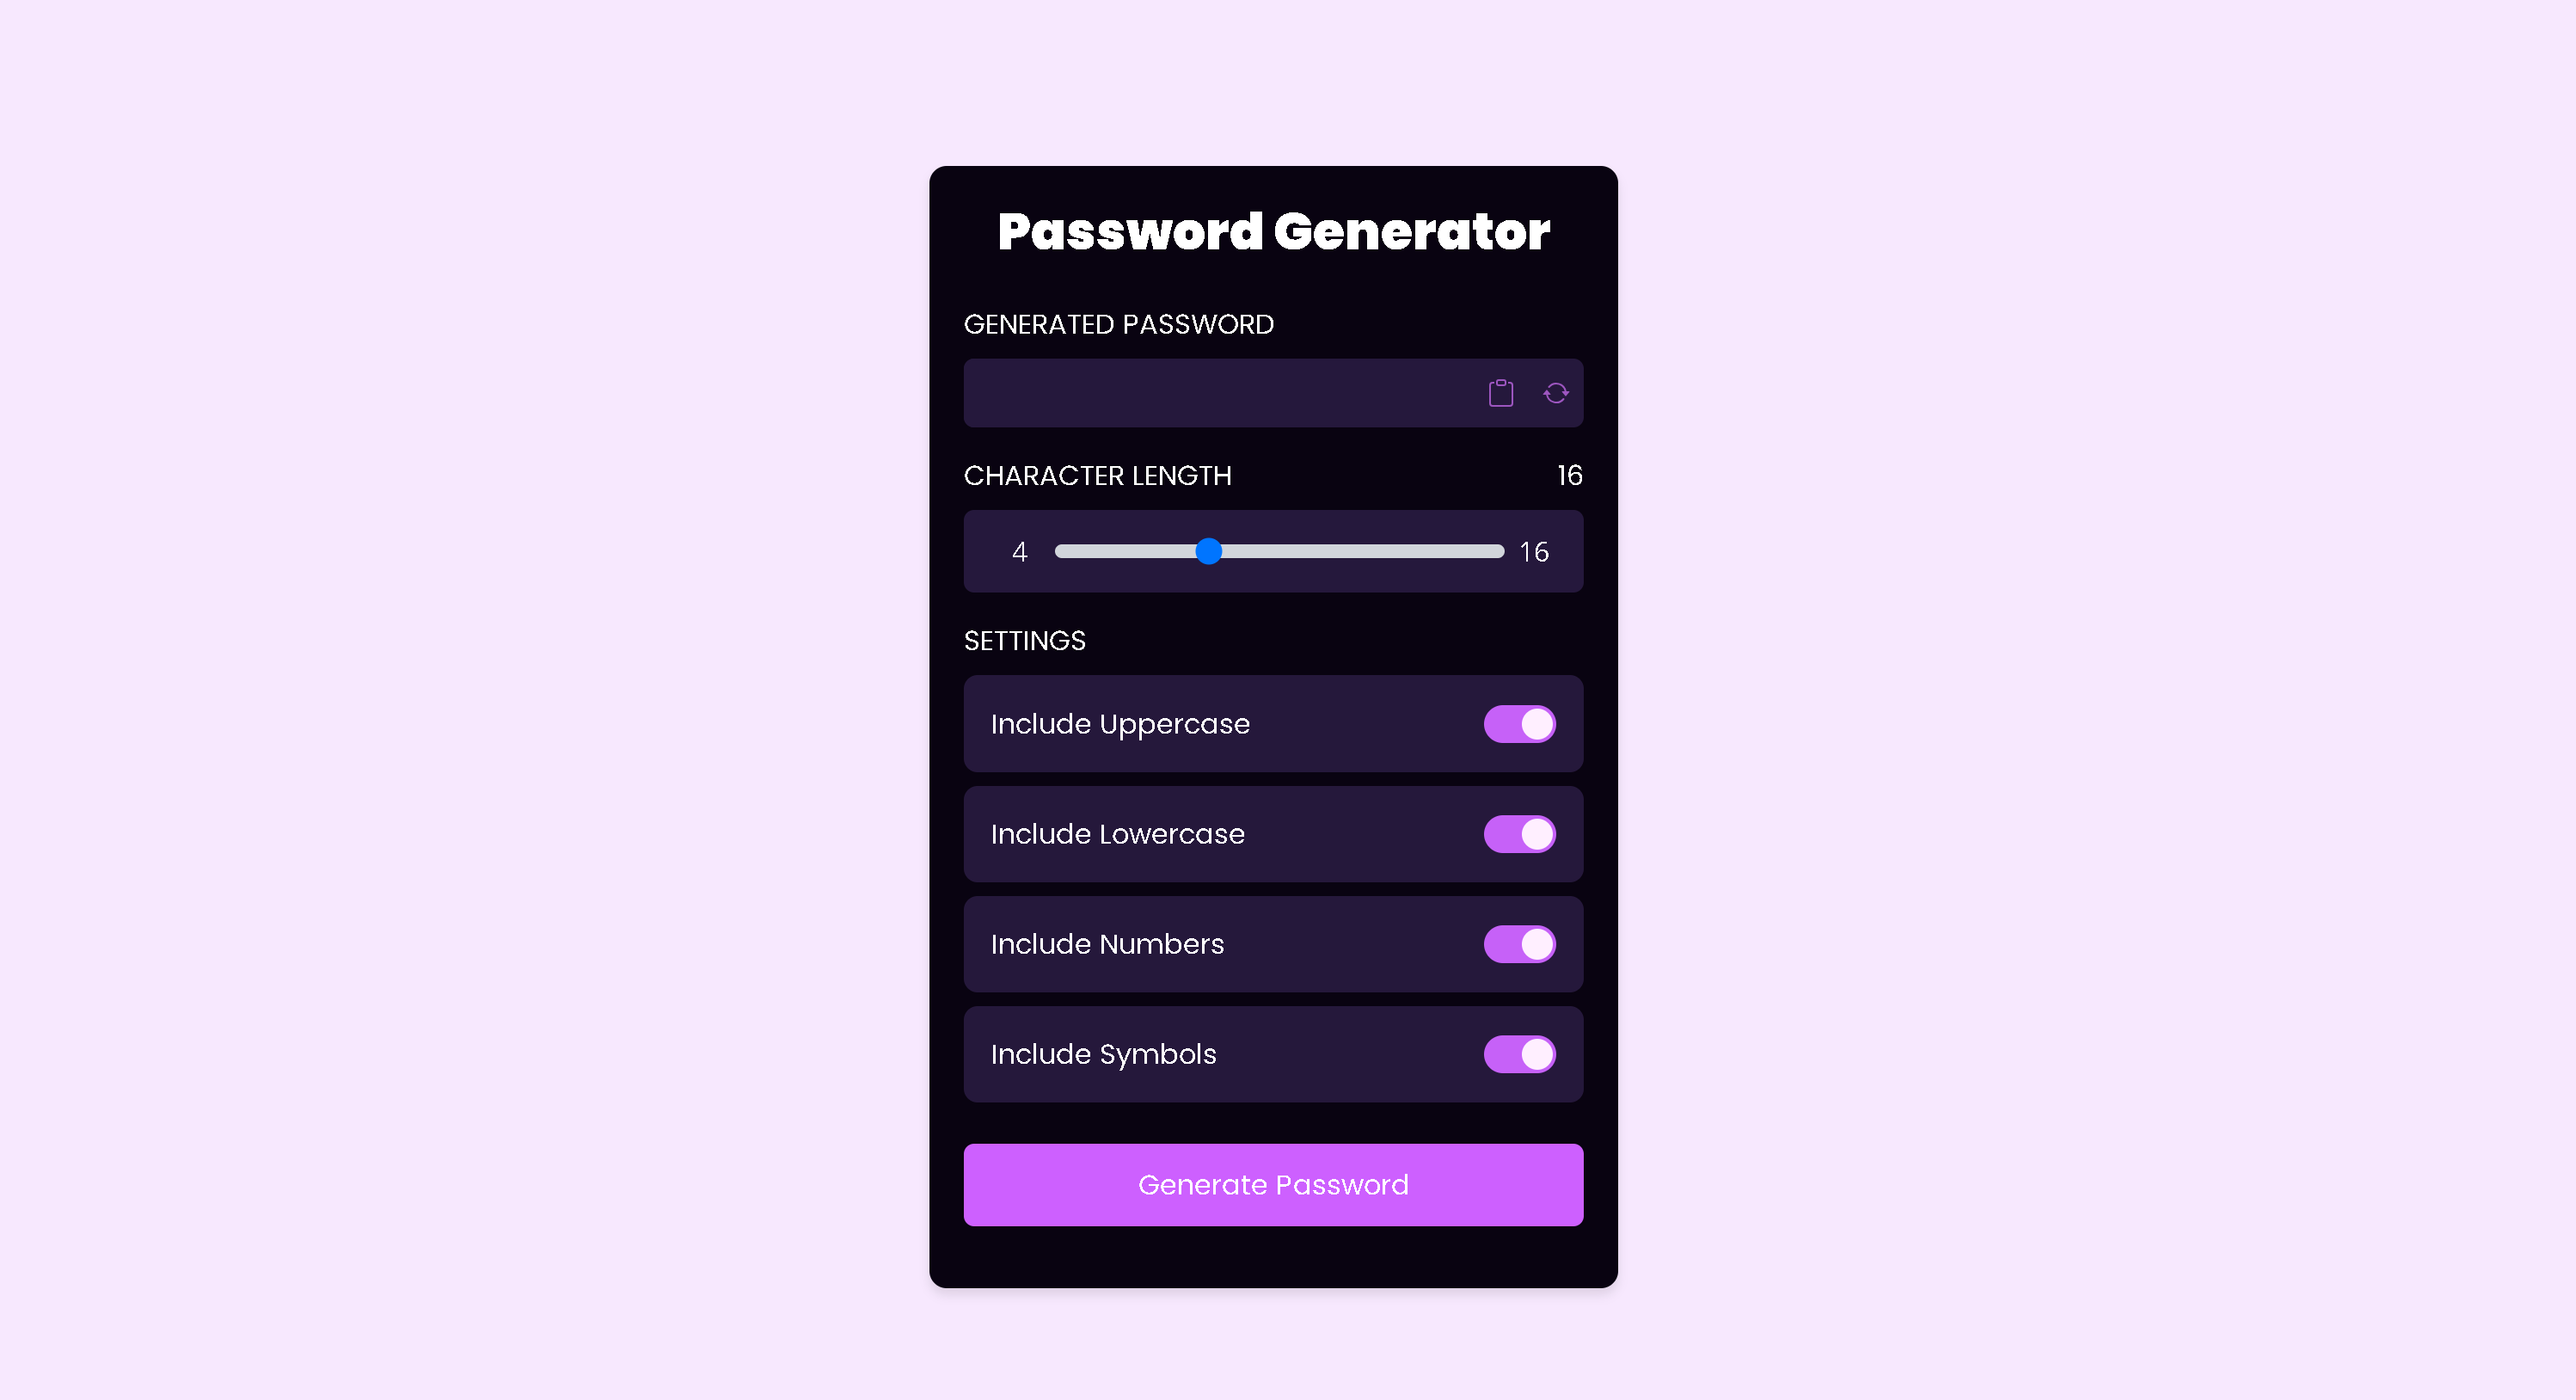 Password Generator
GENERATED PASSWORD
CHARACTER LENGTH 16
4 16
SETTINGS
Include Uppercase
Include Lowercase
Include Numbers
Include Symbols
Generate Password